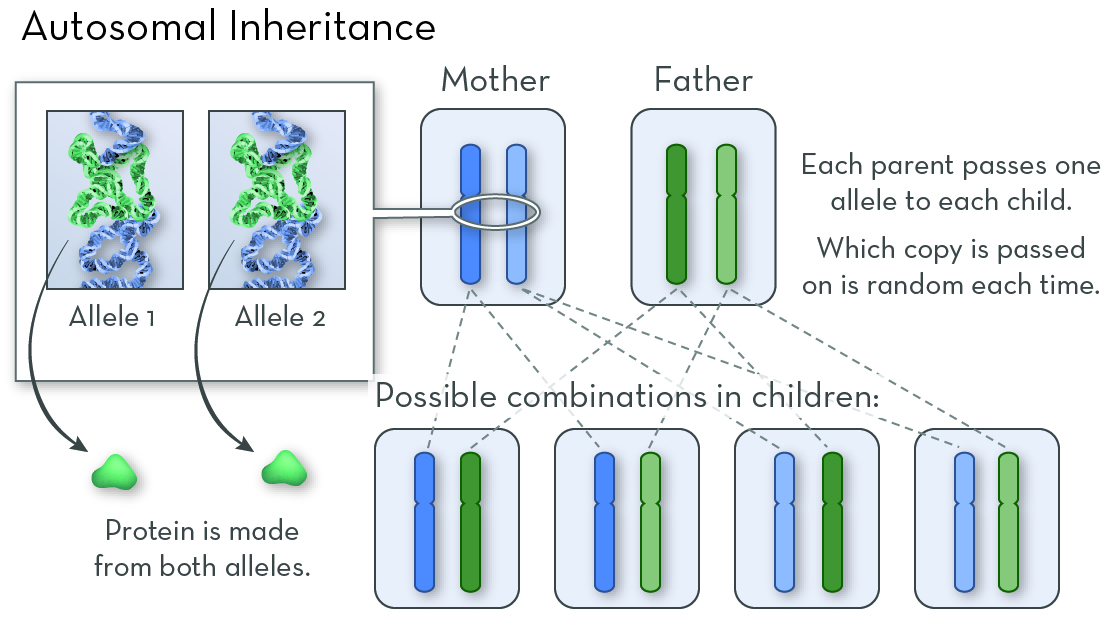 Autosomal Inheritance
Mother
Father
Allele 1
Allele 2
Each parent passes one
allele to each child.
Which copy is passed
on is random each time.
Possible combinations in children:
Protein is made
from both alleles.